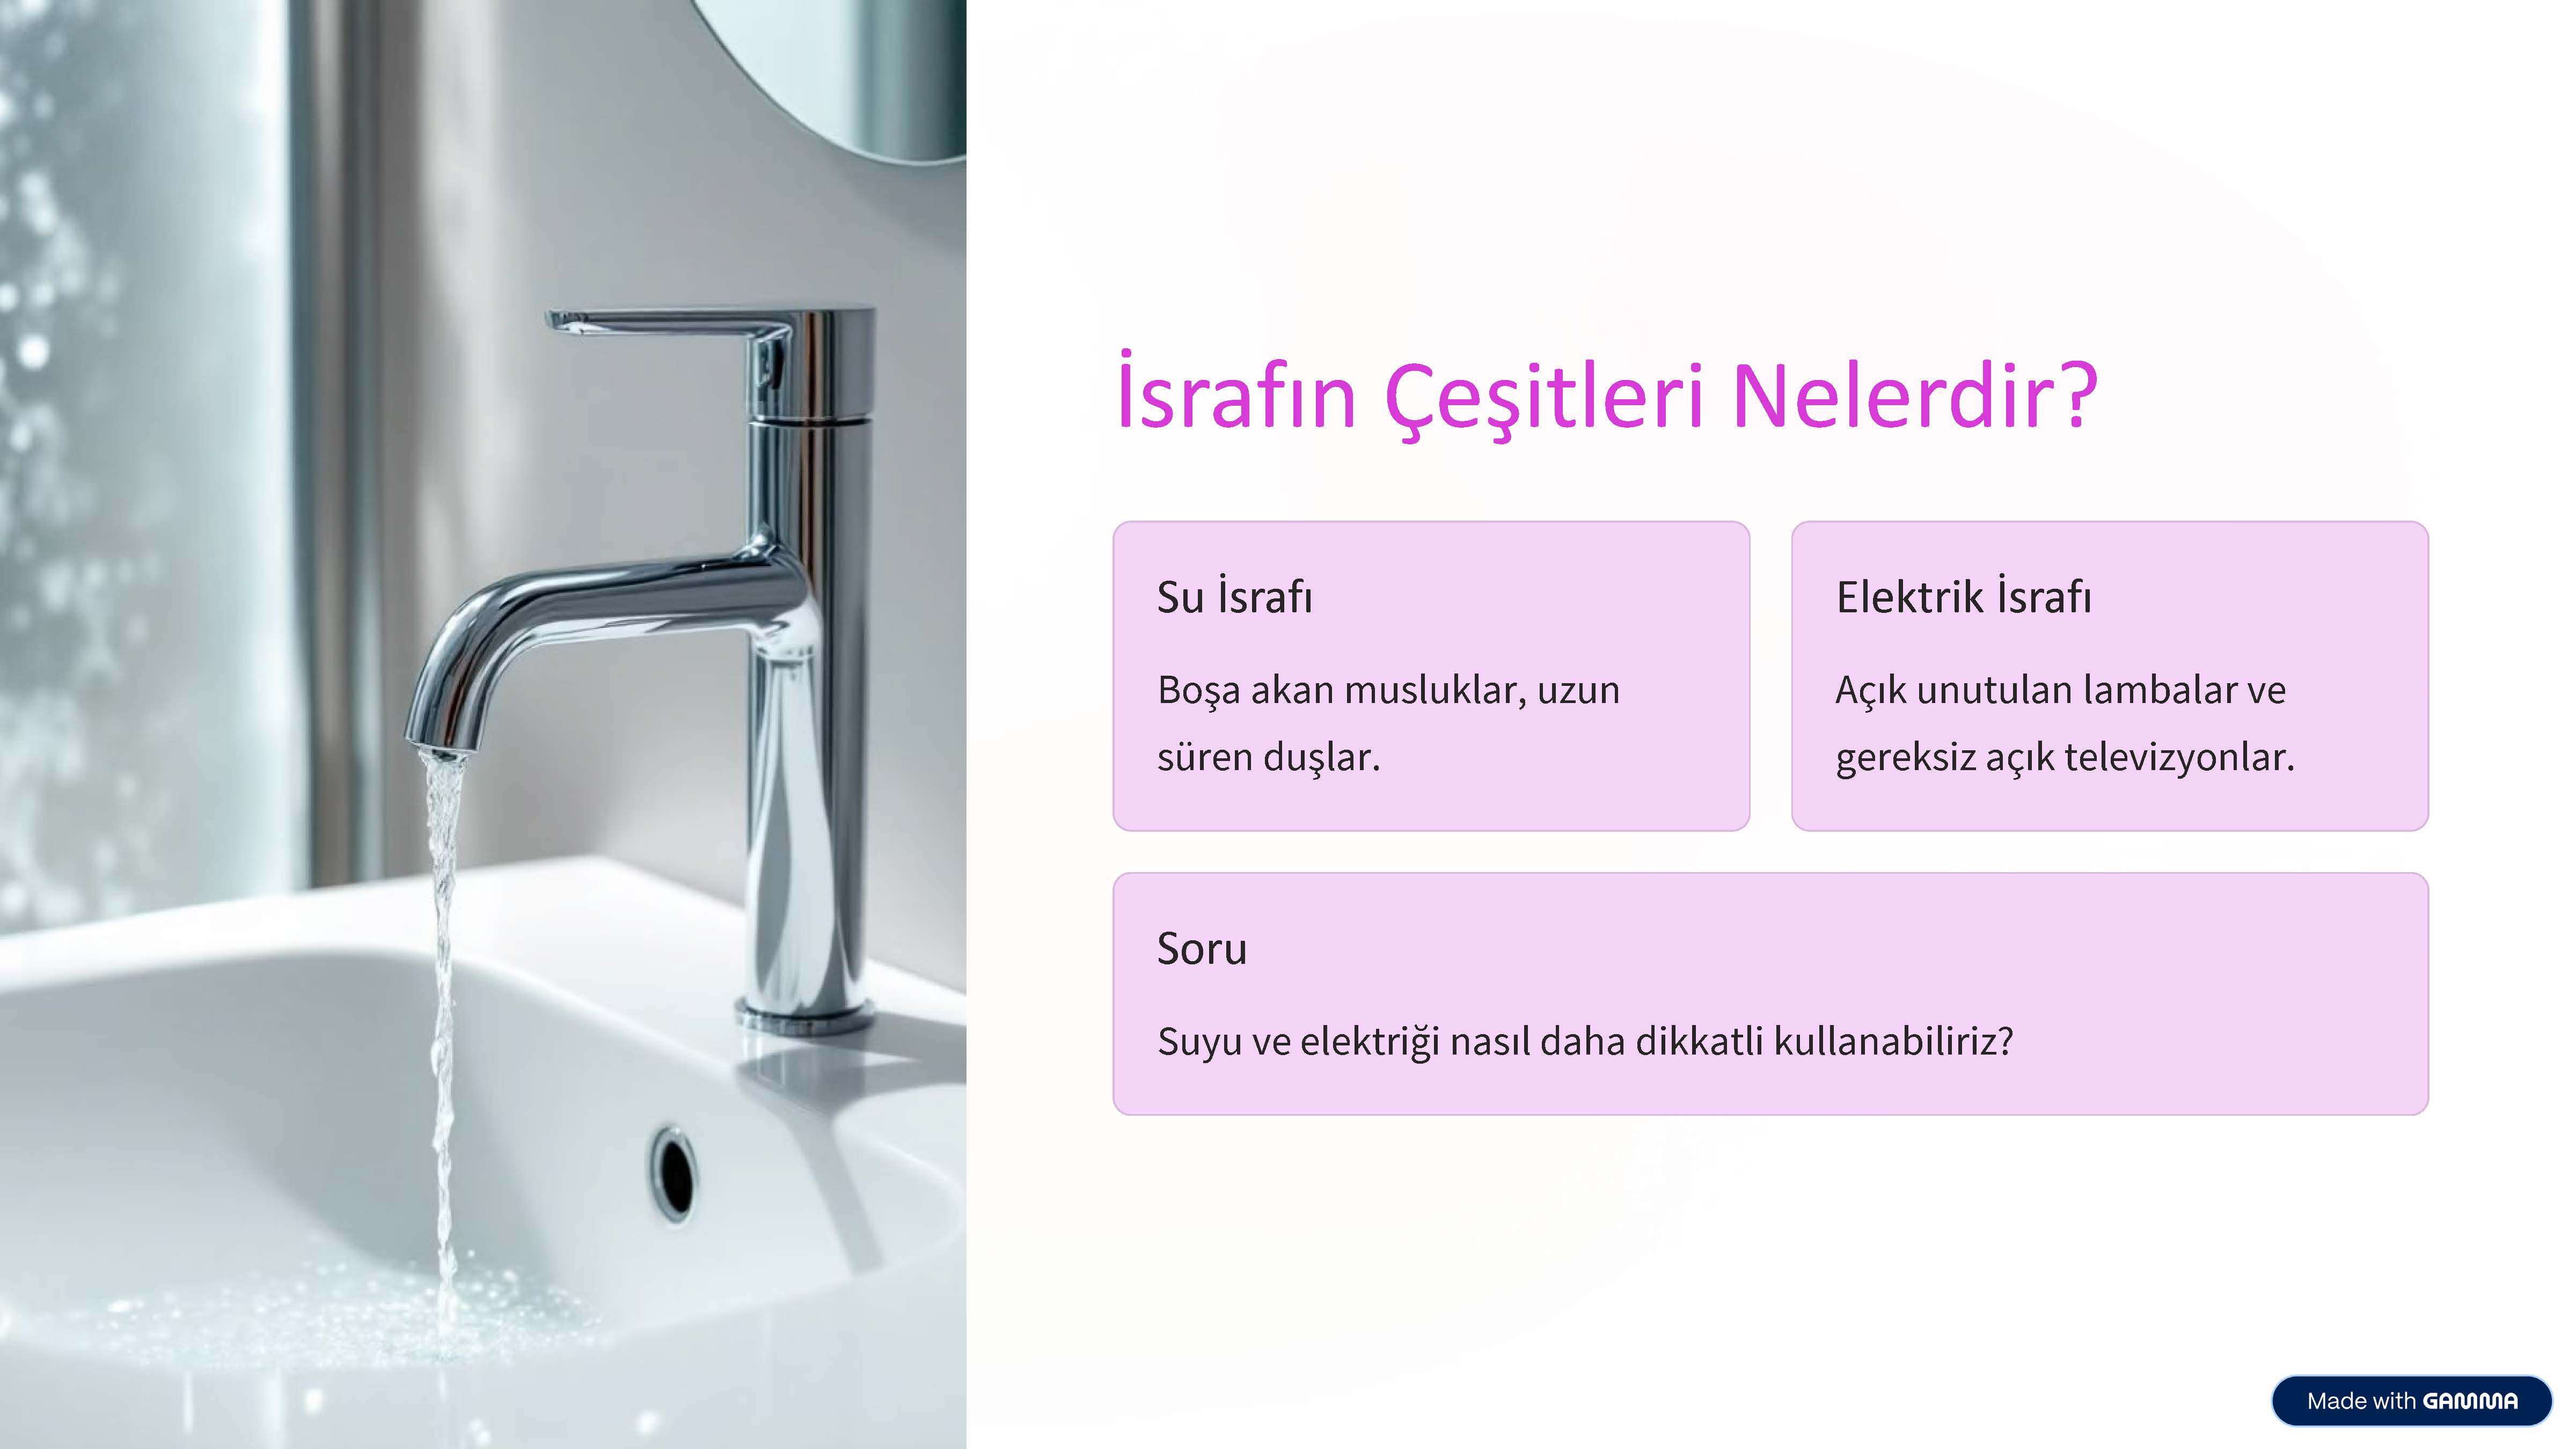 İsrafın Çeşitleri Nelerdir?
Su İsrafı
Boşa akan musluklar, uzun
süren duşlar.
Elektrik İsrafı
Açık unutulan lambalar ve
gereksiz açık televizyonlar.
Soru
Suyu ve elektriği nasıl daha dikkatli kullanabiliriz?
Made with GAMMA